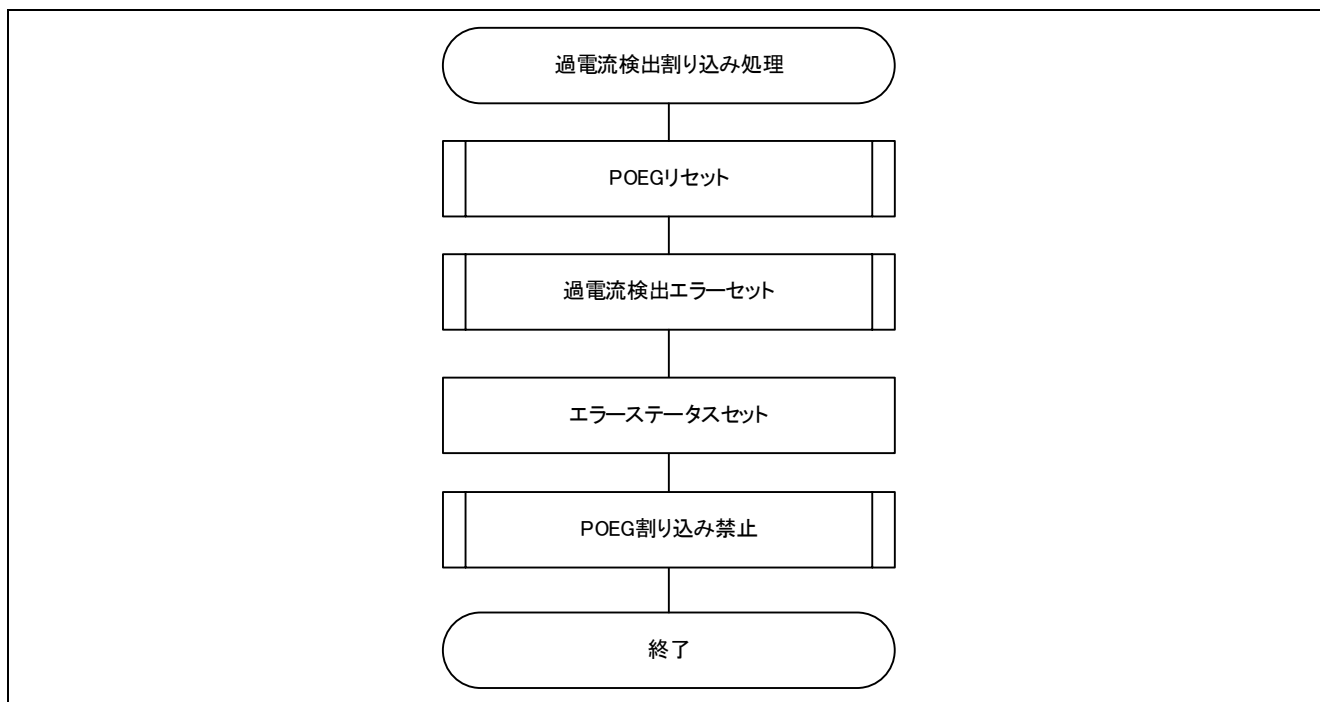 過電流検出割り込み処理
POEGリセット
過電流検出エラーセット
エラーステータスセット
POEG割り込み禁止
終了